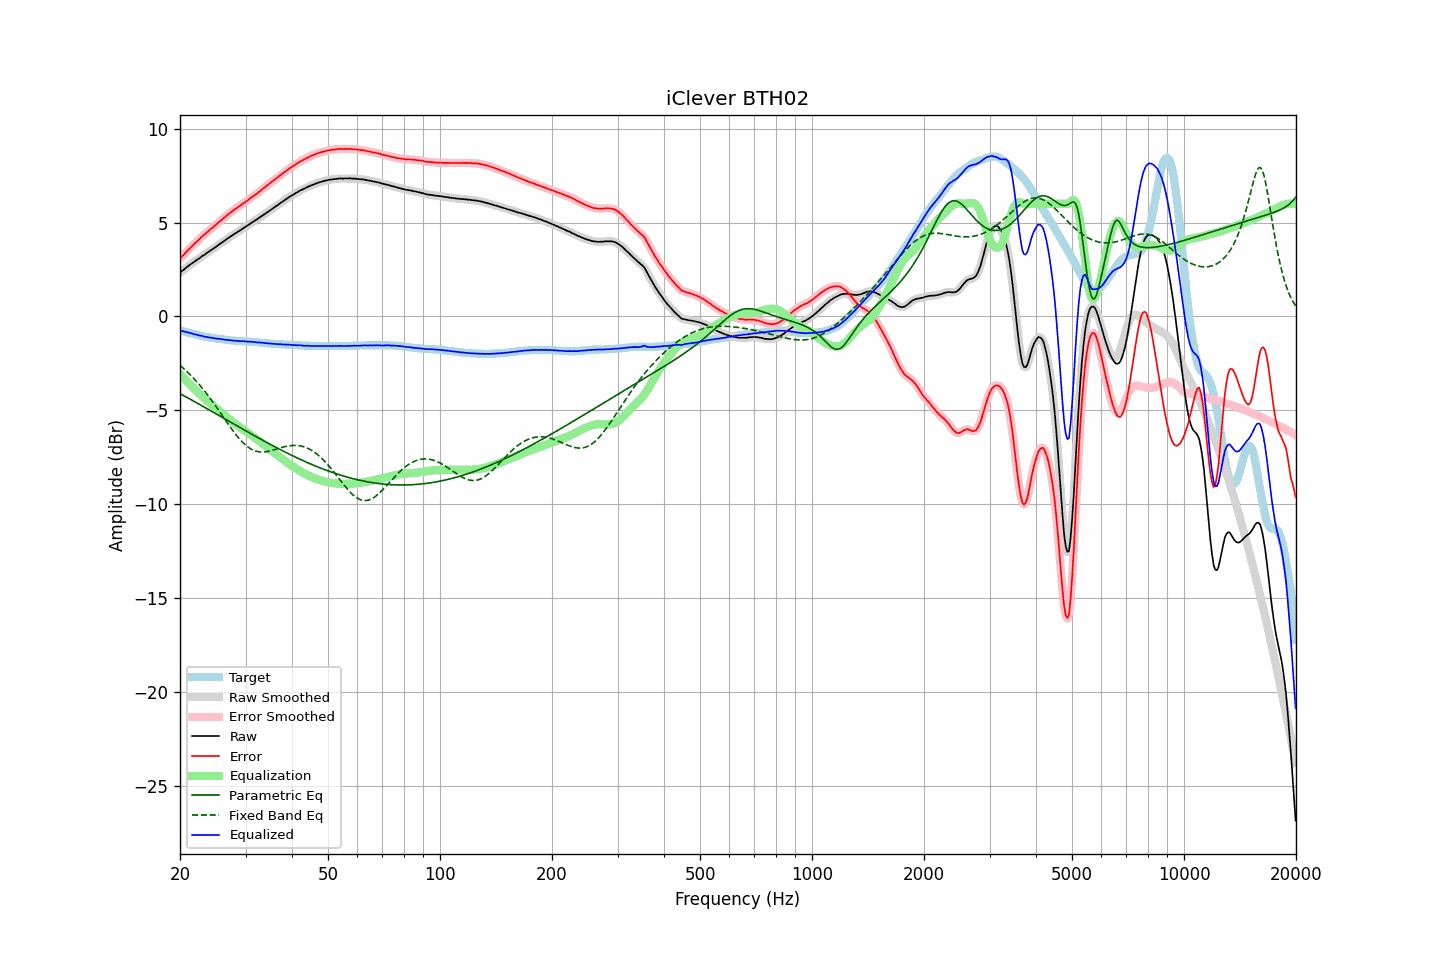 iClever BTH02
Amplitude (dBr)
10
5
0
−5
−10
−15
−20
−25
Target
Raw Smoothed
Error Smoothed
Raw
Error
Equalization
Parametric Eq
Fixed Band Eq
Equalized
20 50 100 200 500 1000 2000 5000 10000 20000
Frequency (Hz)